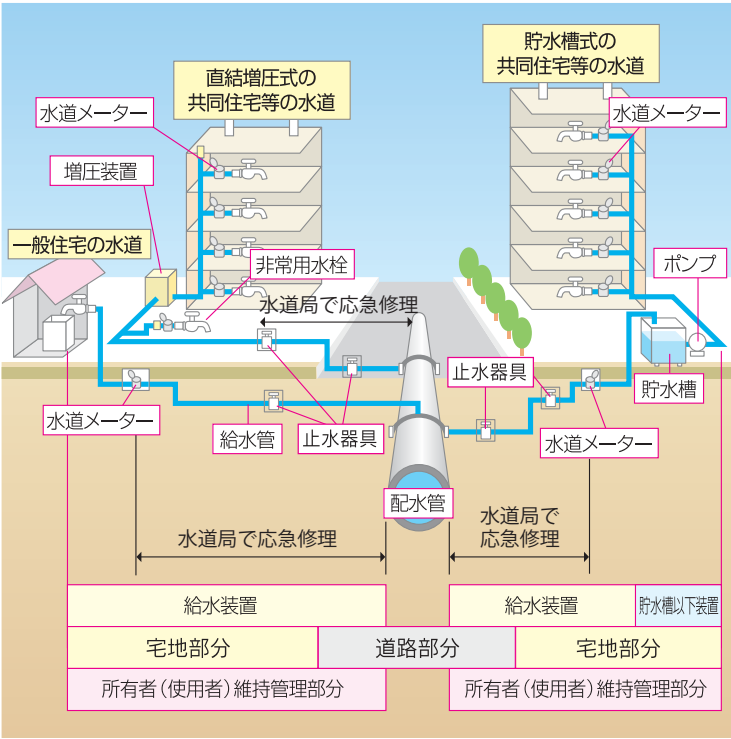 貯水槽式の
共同住宅等の水道
直結増圧式の
共同住宅等の水道
水道メーター
水道メーター
増圧装置
一般住宅の水道
非常用水栓
ポンプ
水道局で応急修理
止水器具
貯水槽
水道メーター
給水管
止水器具
水道メーター
配水管
水道局で応急修理
水道局で
応急修理
給水装置
給水装置
貯水槽以下装置
宅地部分
道路部分
宅地部分
所有者（使用者）維持管理部分
所有者（使用者）維持管理部分